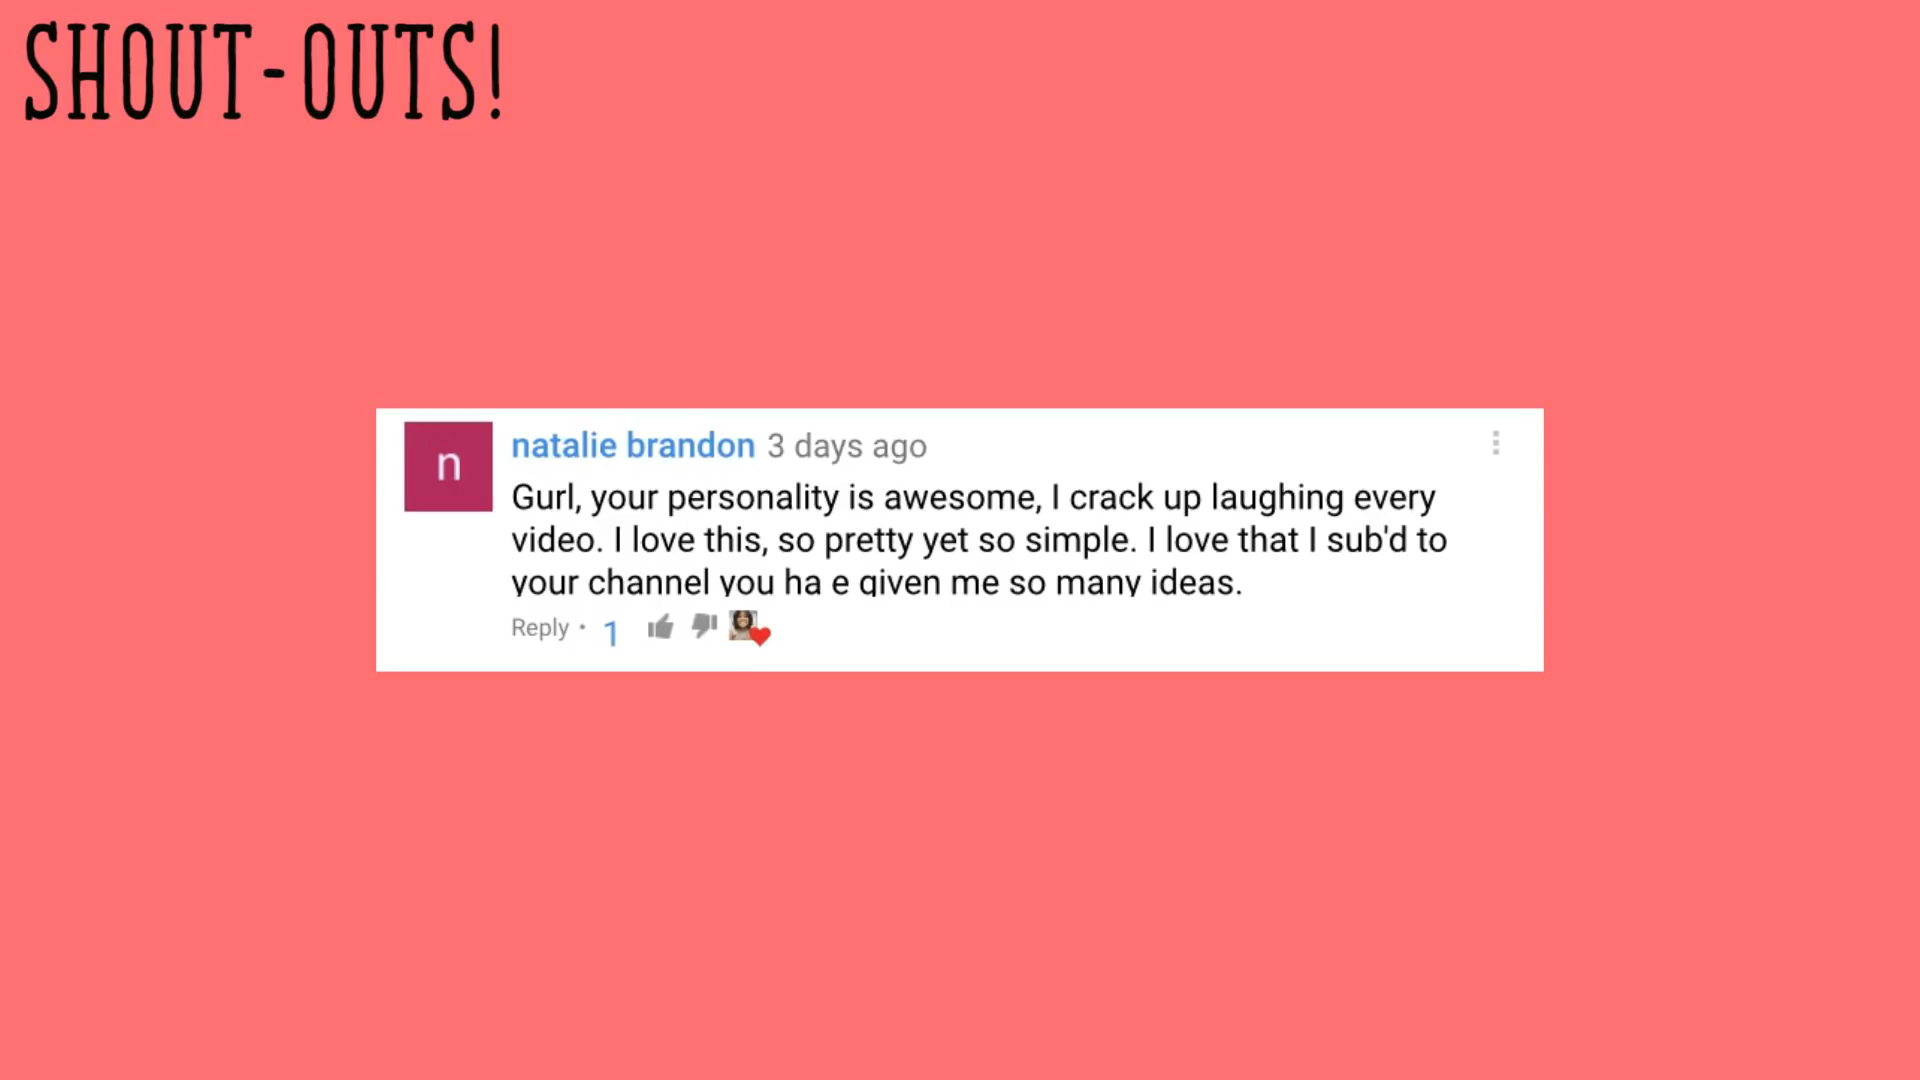 SHOUT-OUTS!
n
natalie brandon 3 days ago
Gurl, your personality is awesome, I crack up laughing every
video. I love this, so pretty yet so simple. I love that I sub'd to
your channel you ha e given me so many ideas.
Reply • 1